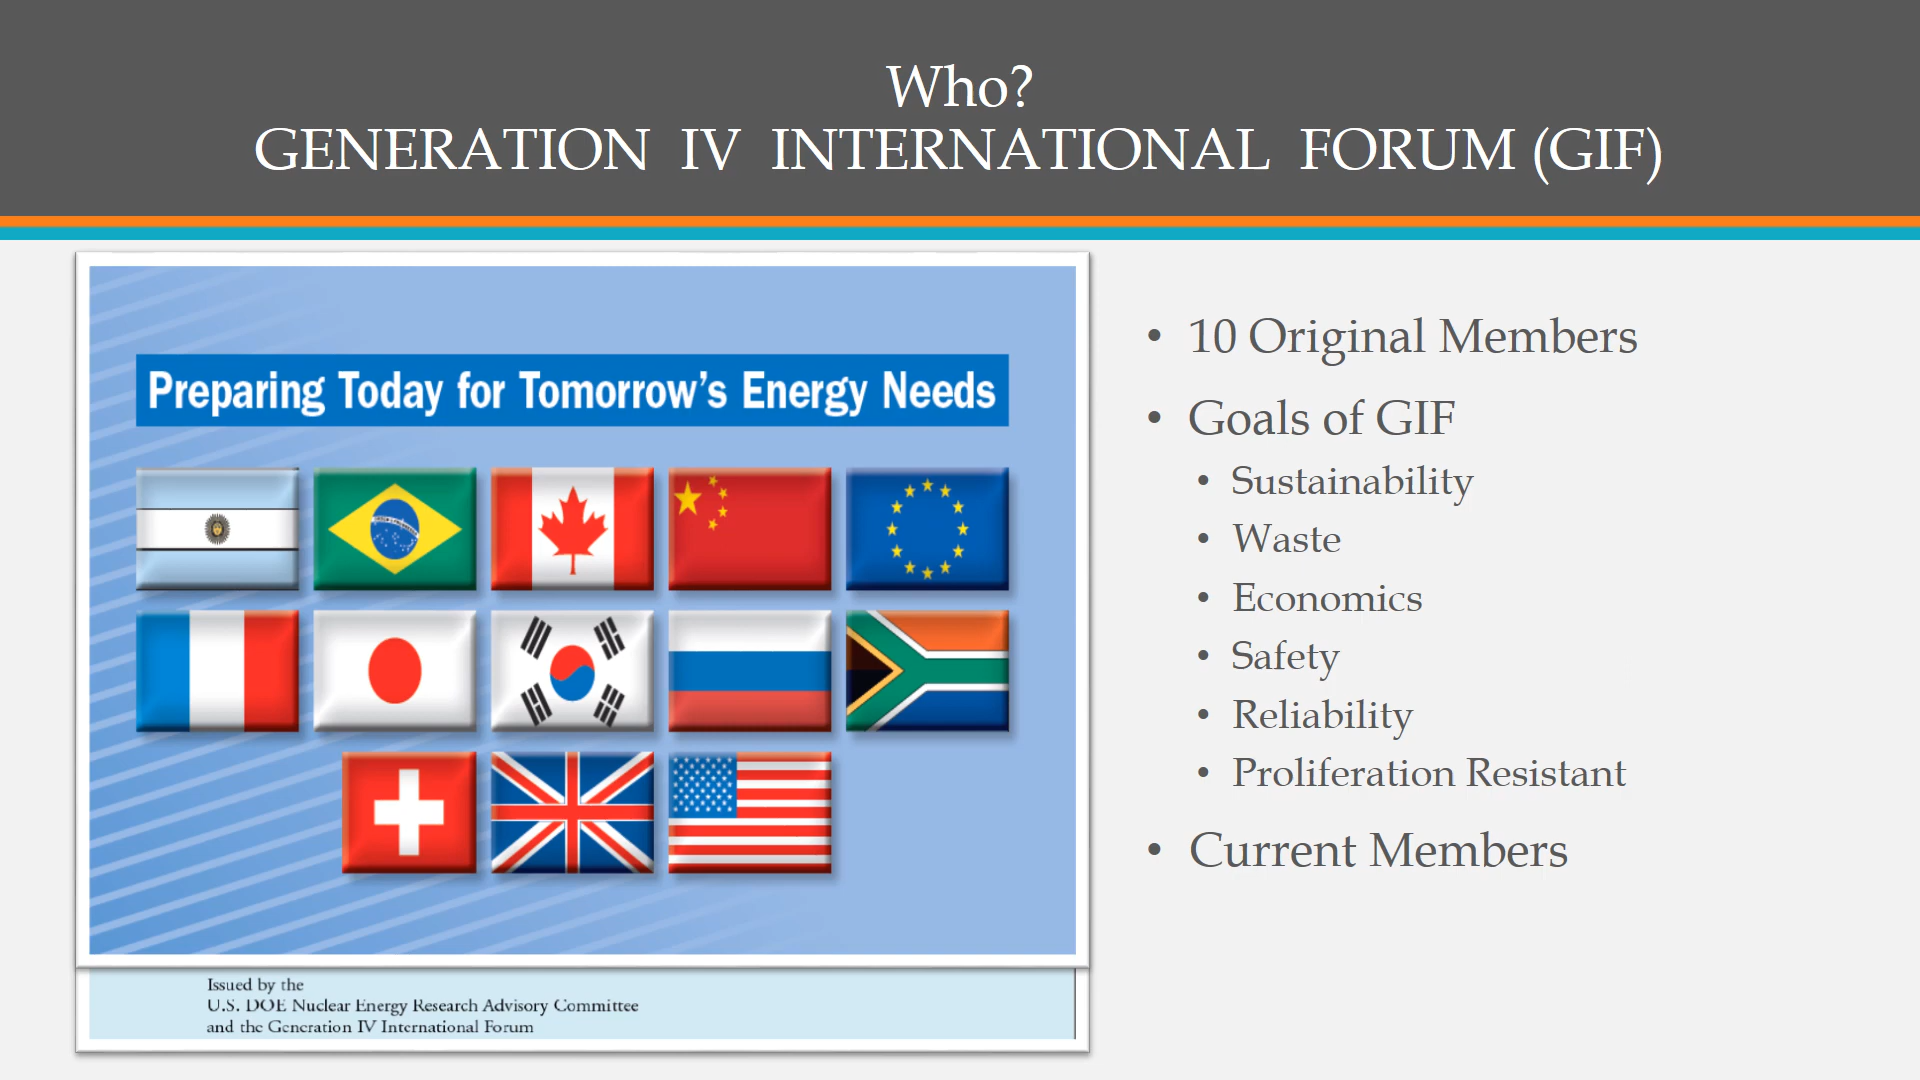 Who?
GENERATION IV INTERNATIONAL FORUM (GIF)
Preparing Today for Tomorrow's Energy Needs
Issued by the
U.S. DOE Nuclear Energy Research Advisory Committee
and the Generation IV International Forum
• 10 Original Members
• Goals of GIF
• Sustainability
• Waste
• Economics
• Safety
• Reliability
• Proliferation Resistant
• Current Members